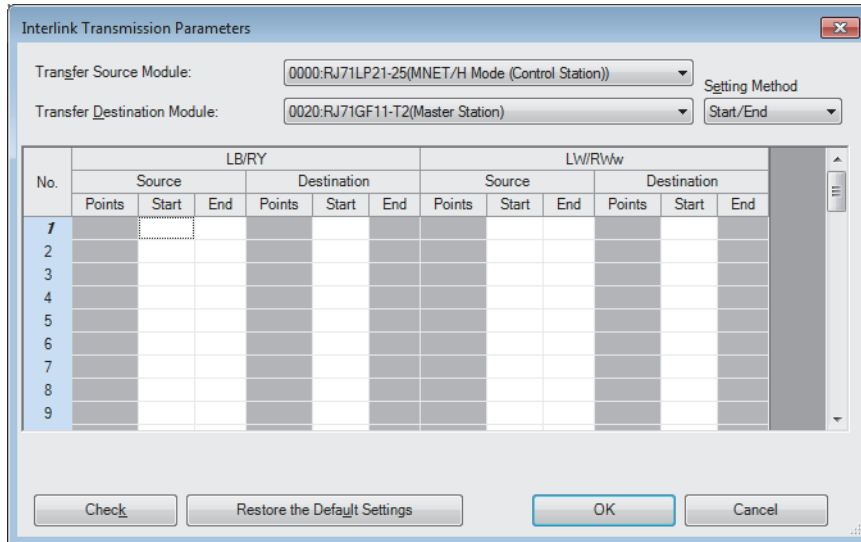 Interlink Transmission Parameters
Transfer Source Module: 0000:RJ71LP21-25(MNET/H Mode (Control Station))
Setting Method
Transfer Destination Module: 0020:RJ71GF11-T2(Master Station) Start/End
No. LB/RY LW/RWw
Source Destination Source Destination
Points Start End Points Start End Points Start End Points Start End
1
2
3
4
5
6
7
8
9
Check Restore the Default Settings OK Cancel